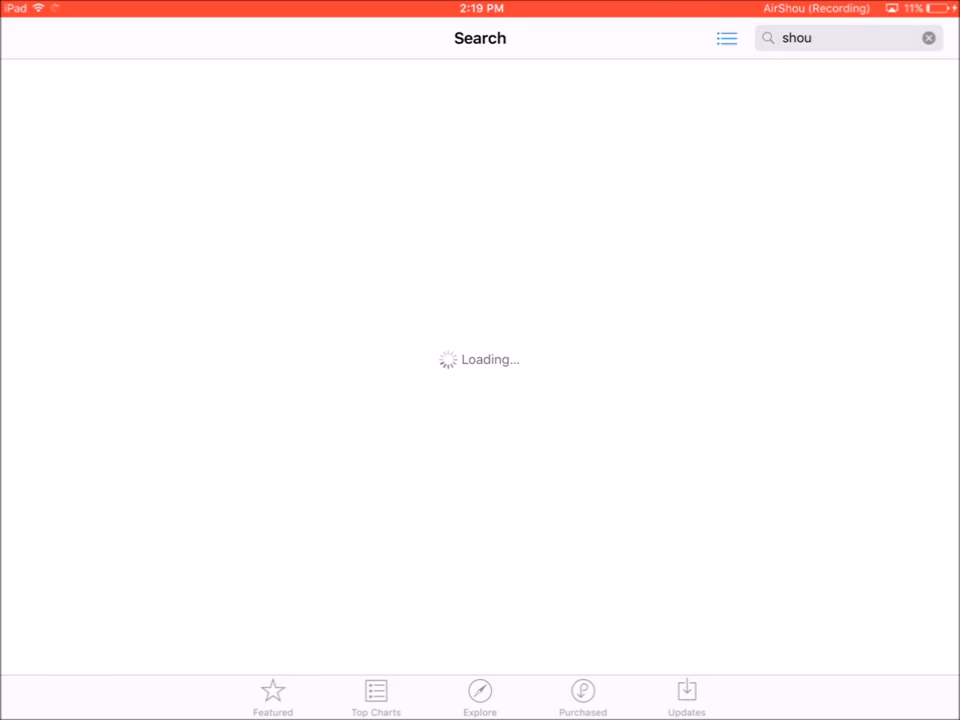 iPad 2:19 PM AirShou (Recording) 11%
Search shou
Loading...
Featured Top Charts Explore Purchased Updates